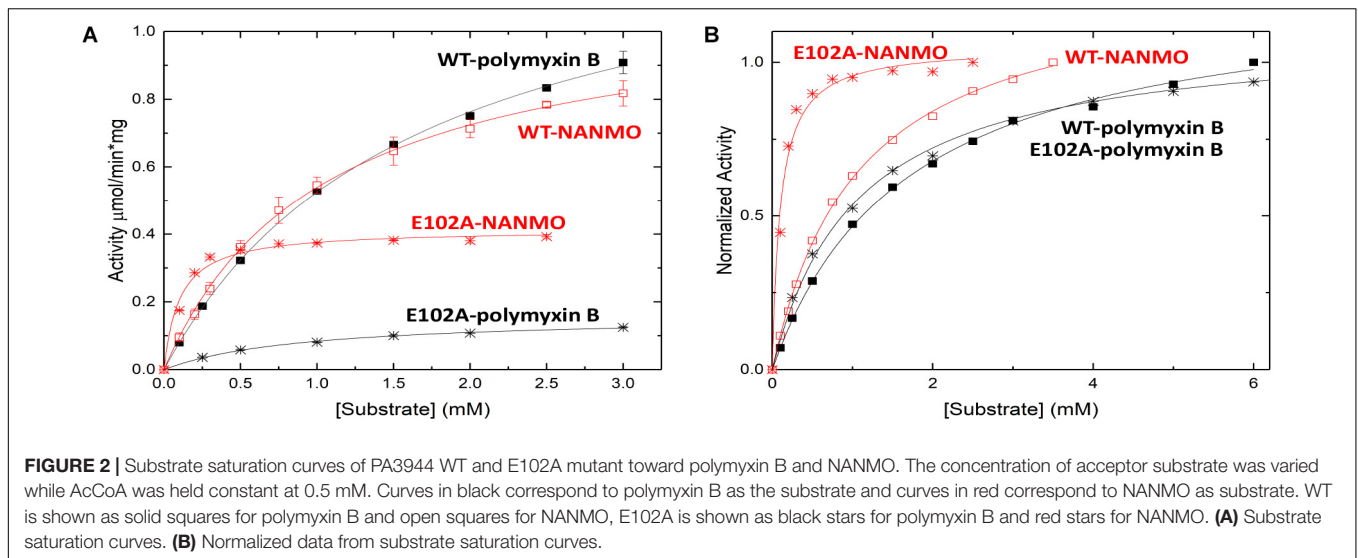 A
B
1.0
0.8
0.6
0.4
0.2
0.0
Activity μmol/min*mg
WT-polymyxin B
WT-NANMO
E102A-NANMO
E102A-polymyxin B
0.0 0.5 1.0 1.5 2.0 2.5 3.0
[Substrate] (mM)
1.0
0.5
0.0
Normalized Activity
E102A-NANMO
WT-NANMO
WT-polymyxin B
E102A-polymyxin B
0 2 4 6
[Substrate] (mM)
FIGURE 2 | Substrate saturation curves of PA3944 WT and E102A mutant toward polymyxin B and NANMO. The concentration of acceptor substrate was varied
while AcCoA was held constant at 0.5 mM. Curves in black correspond to polymyxin B as the substrate and curves in red correspond to NANMO as substrate. WT
is shown as solid squares for polymyxin B and open squares for NANMO, E102A is shown as black stars for polymyxin B and red stars for NANMO. (A) Substrate
saturation curves. (B) Normalized data from substrate saturation curves.